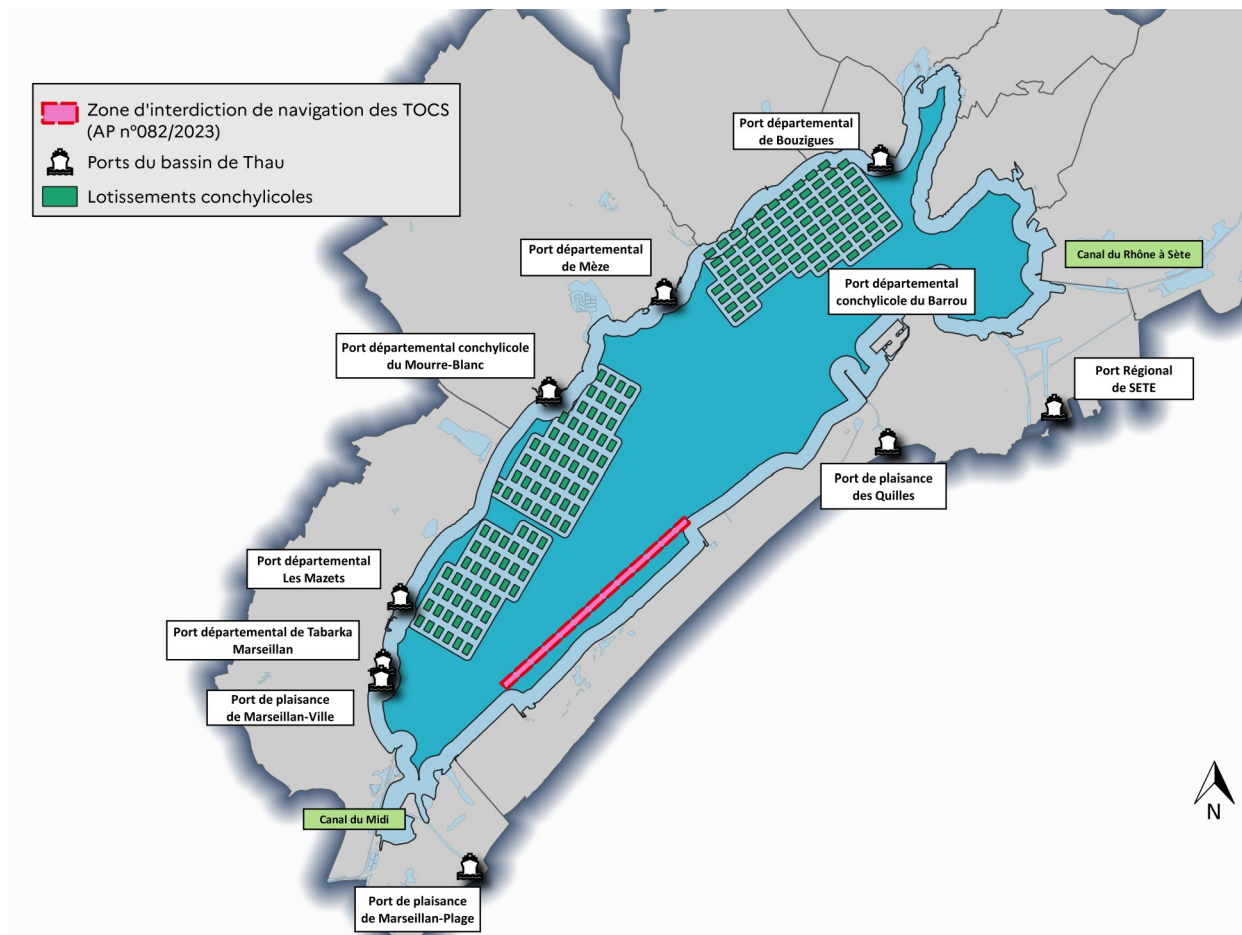 Zone d'interdiction de navigation des TOCS
(AP nº082/2023)
Ports du bassin de Thau
Lotissements conchylicoles
Port départemental
de Bouzigues
Port départemental
de Mèze
Canal du Rhône à Sète
Port départemental
conchylicole du Barrou
Port départemental conchylicole
du Mourre-Blanc
Port Régional
de SETE
Port de plaisance
des Quilles
Port départemental
Les Mazets
Port départemental de Tabarka
Marseillan
Port de plaisance
de Marseillan-Ville
Canal du Midi
N
Port de plaisance
de Marseillan-Plage